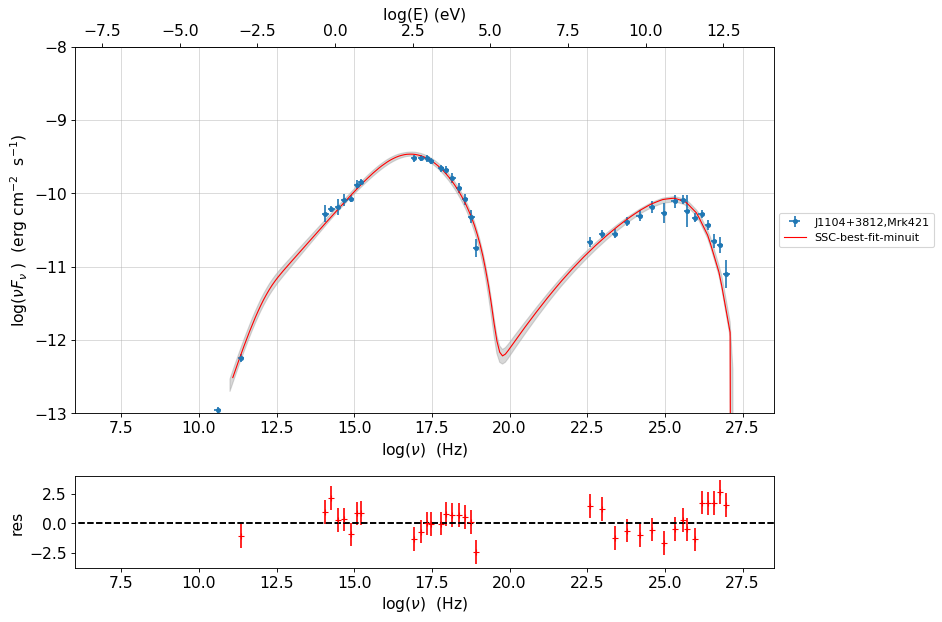 log(E) (eV)
−7.5 −5.0 −2.5 0.0 2.5 5.0 7.5 10.0 12.5
−8
−9
−10
−11
−12
−13
log(νFν ) (erg cm−2 s−1)
J1104+3812,Mrk421
SSC-best-fit-minuit
7.5 10.0 12.5 15.0 17.5 20.0 22.5 25.0 27.5
log(ν) (Hz)
2.5
0.0
−2.5
res
7.5 10.0 12.5 15.0 17.5 20.0 22.5 25.0 27.5
log(ν) (Hz)